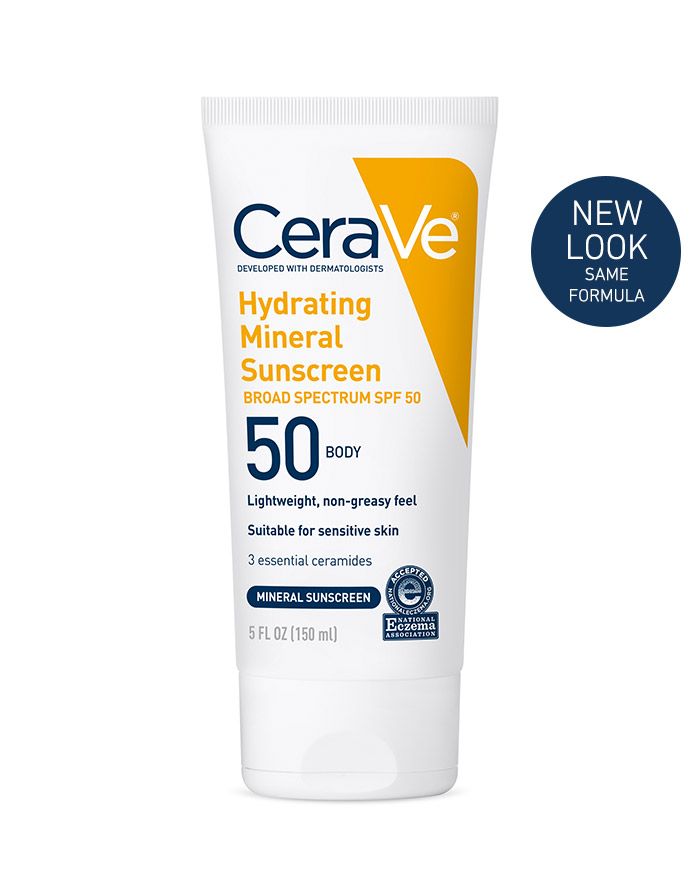 CeraVe®
DEVELOPED WITH DERMATOLOGISTS
Hydrating
Mineral
Sunscreen
BROAD SPECTRUM SPF 50
50 BODY
Lightweight, non-greasy feel
Suitable for sensitive skin
3 essential ceramides
MINERAL SUNSCREEN
5 FL OZ (150 ml)
ACCEPTED
e
NATIONALECZEMA.ORG
NATIONAL
Eczema
ASSOCIATION
NEW
LOOK
SAME
FORMULA